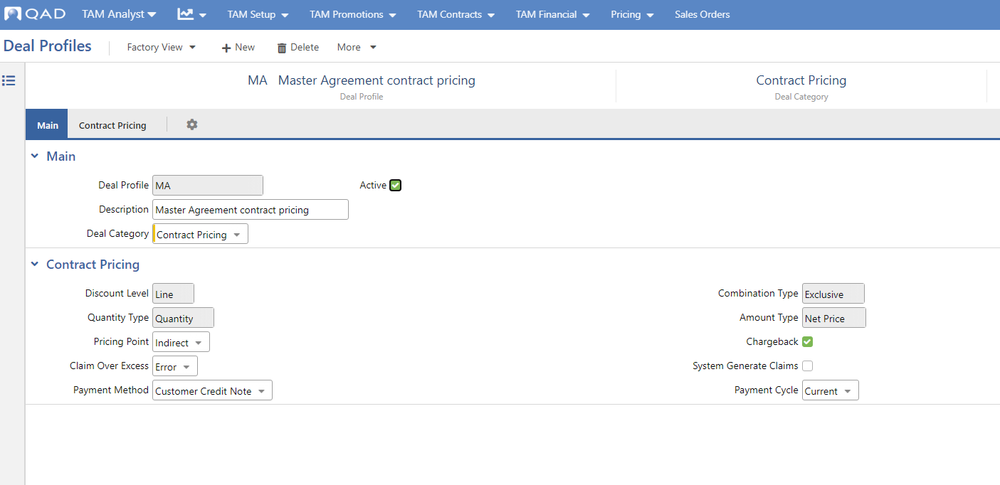 QAD TAM Analyst TAM Setup TAM Promotions TAM Contracts TAM Financial Pricing Sales Orders
Deal Profiles Factory View New Delete More
MA Master Agreement contract pricing Contract Pricing
Deal Profile Deal Category
Main Contract Pricing
Main
Deal Profile MA Active
Description Master Agreement contract pricing
Deal Category Contract Pricing
Contract Pricing
Discount Level Line Combination Type Exclusive
Quantity Type Quantity Amount Type Net Price
Pricing Point Indirect Chargeback
Claim Over Excess Error System Generate Claims
Payment Method Customer Credit Note Payment Cycle Current